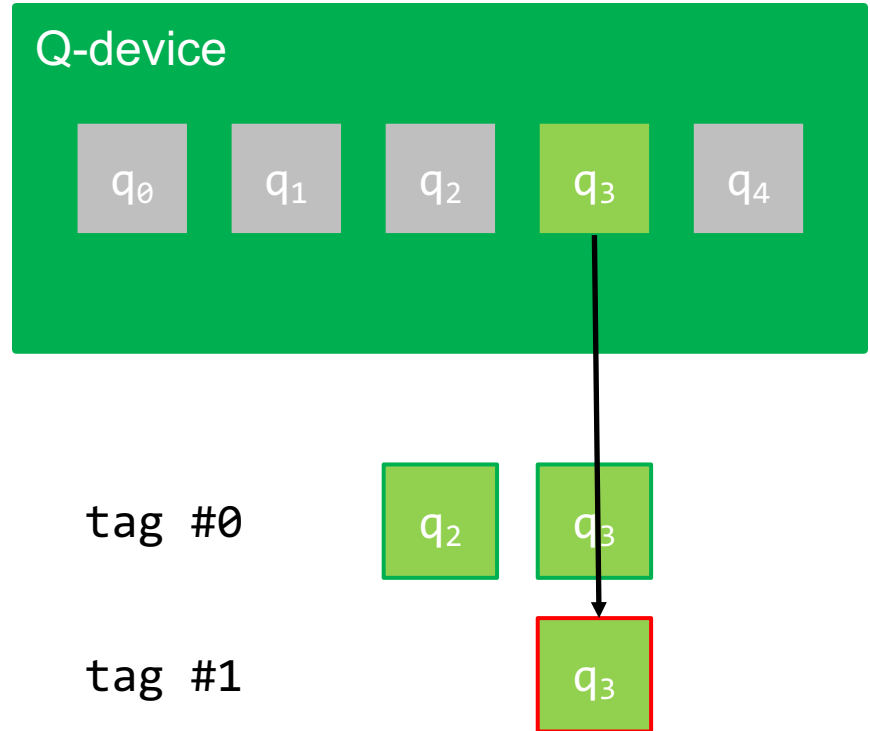 Q-device
q₀ q₁ q₂ q₃ q₄
tag #0 q₂ q₃
tag #1 q₃